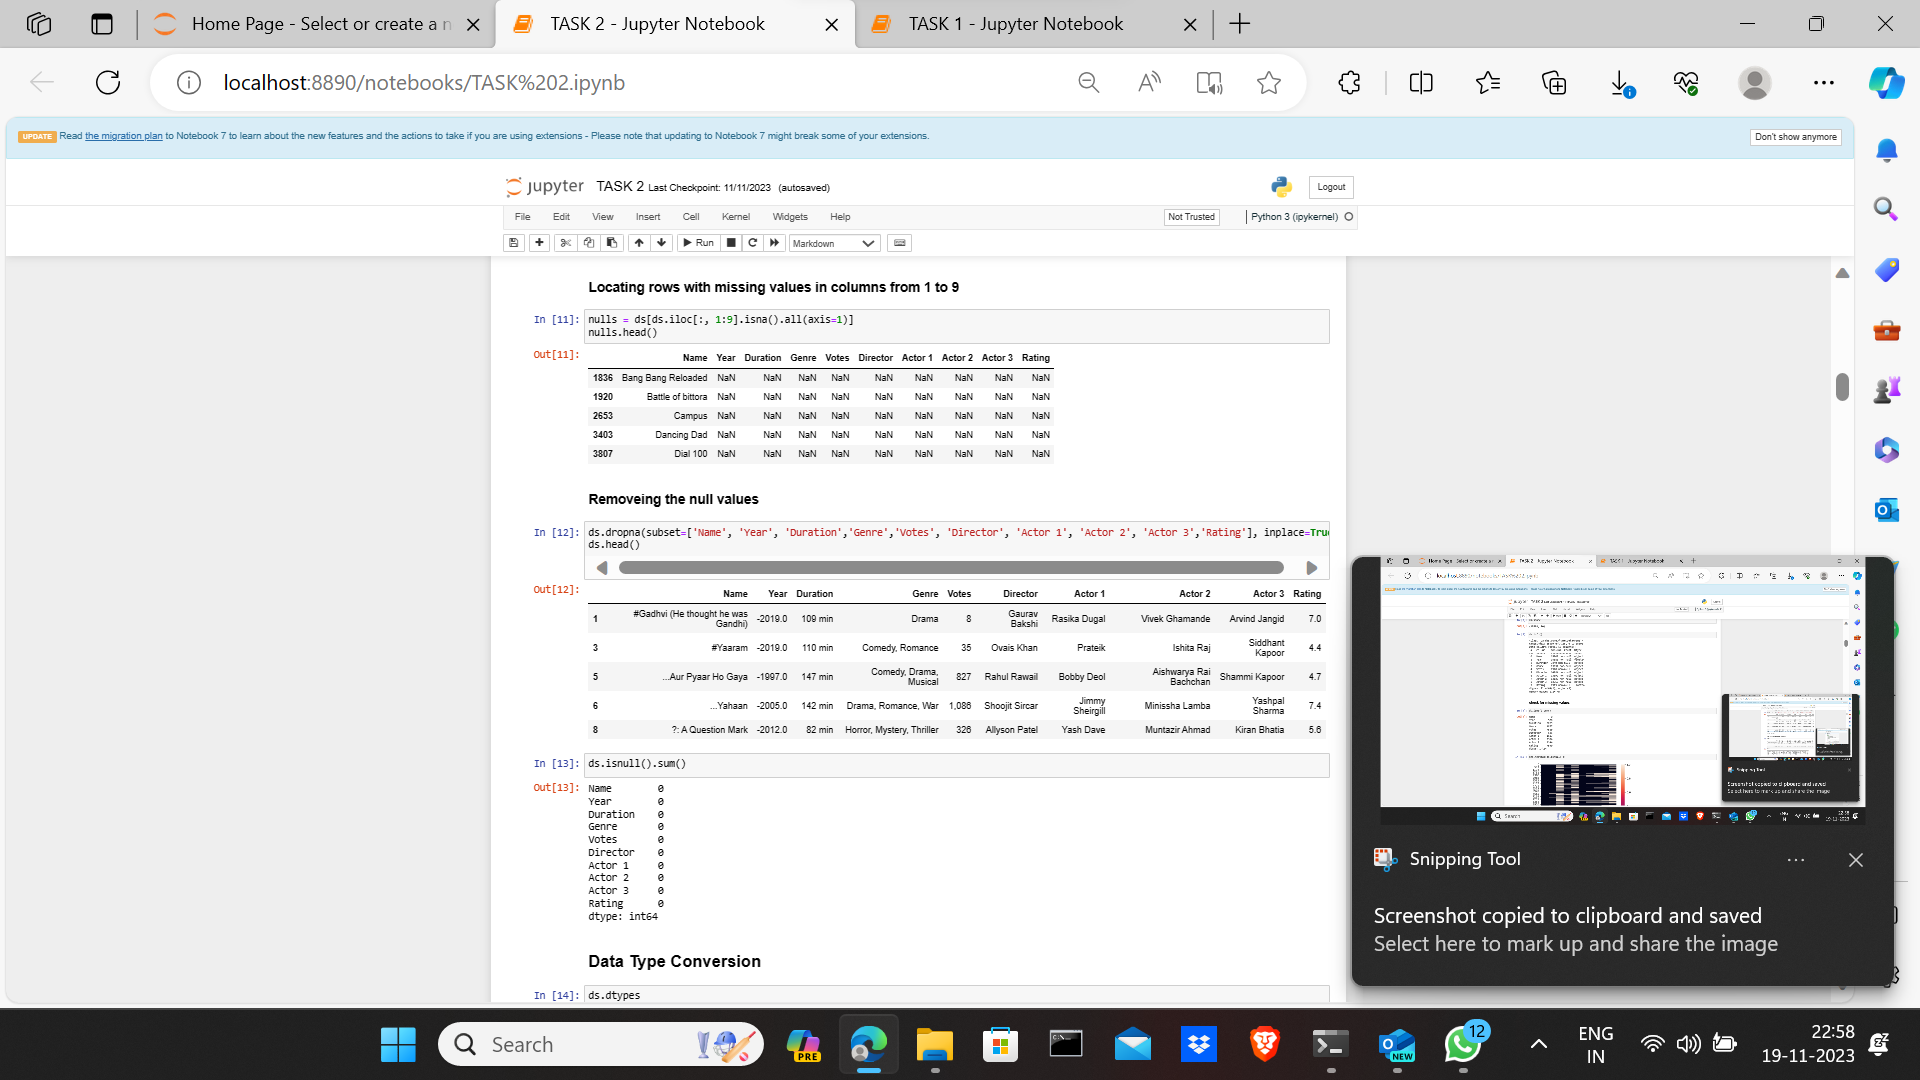 Home Page - Select or create a n
TASK 2 - Jupyter Notebook
TASK 1 - Jupyter Notebook
localhost:8890/notebooks/TASK%202.ipynb
UPDATE Read the migration plan to Notebook 7 to learn about the new features and the actions to take if you are using extensions - Please note that updating to Notebook 7 might break some of your extensions.
Don't show anymore
jupyter TASK 2 Last Checkpoint: 11/11/2023 (autosaved)
Logout
File Edit View Insert Cell Kernel Widgets Help
Not Trusted
Python 3 (ipykernel)
Run
Markdown
Locating rows with missing values in columns from 1 to 9
In [11]: nulls = ds[ds.iloc[:, 1:9].isna().all(axis=1)]
nulls.head()
Out[11]:
Name Year Duration Genre Votes Director Actor 1 Actor 2 Actor 3 Rating
1836 Bang Bang Reloaded NaN NaN NaN NaN NaN NaN NaN NaN NaN
1920 Battle of bittora NaN NaN NaN NaN NaN NaN NaN NaN NaN
2653 Campus NaN NaN NaN NaN NaN NaN NaN NaN NaN
3403 Dancing Dad NaN NaN NaN NaN NaN NaN NaN NaN NaN
3807 Dial 100 NaN NaN NaN NaN NaN NaN NaN NaN NaN
Removeing the null values
In [12]: ds.dropna(subset=['Name', 'Year', 'Duration','Genre','Votes', 'Director', 'Actor 1', 'Actor 2', 'Actor 3','Rating'], inplace=True
ds.head()
Out[12]:
Name Year Duration Genre Votes Director Actor 1 Actor 2 Actor 3 Rating
1 #Gadhvi (He thought he was Gandhi) -2019.0 109 min Drama 8 Gaurav Bakshi Rasika Dugal Vivek Ghamande Arvind Jangid 7.0
3 #Yaaram -2019.0 110 min Comedy, Romance 35 Ovais Khan Prateik Ishita Raj Siddhant Kapoor 4.4
5 ...Aur Pyaar Ho Gaya -1997.0 147 min Comedy, Drama, Musical 827 Rahul Rawail Bobby Deol Aishwarya Rai Bachchan Shammi Kapoor 4.7
6 ...Yahaan -2005.0 142 min Drama, Romance, War 1,086 Shoojit Sircar Jimmy Sheirgill Minissha Lamba Yashpal Sharma 7.4
8 ?: A Question Mark -2012.0 82 min Horror, Mystery, Thriller 326 Allyson Patel Yash Dave Muntazir Ahmad Kiran Bhatia 5.6
In [13]: ds.isnull().sum()
Out[13]: Name 0
Year 0
Duration 0
Genre 0
Votes 0
Director 0
Actor 1 0
Actor 2 0
Actor 3 0
Rating 0
dtype: int64
Data Type Conversion
In [14]: ds.dtypes
Snipping Tool
Screenshot copied to clipboard and saved
Select here to mark up and share the image
Search
PRE
NEW
12
ENG
IN
22:58
19-11-2023